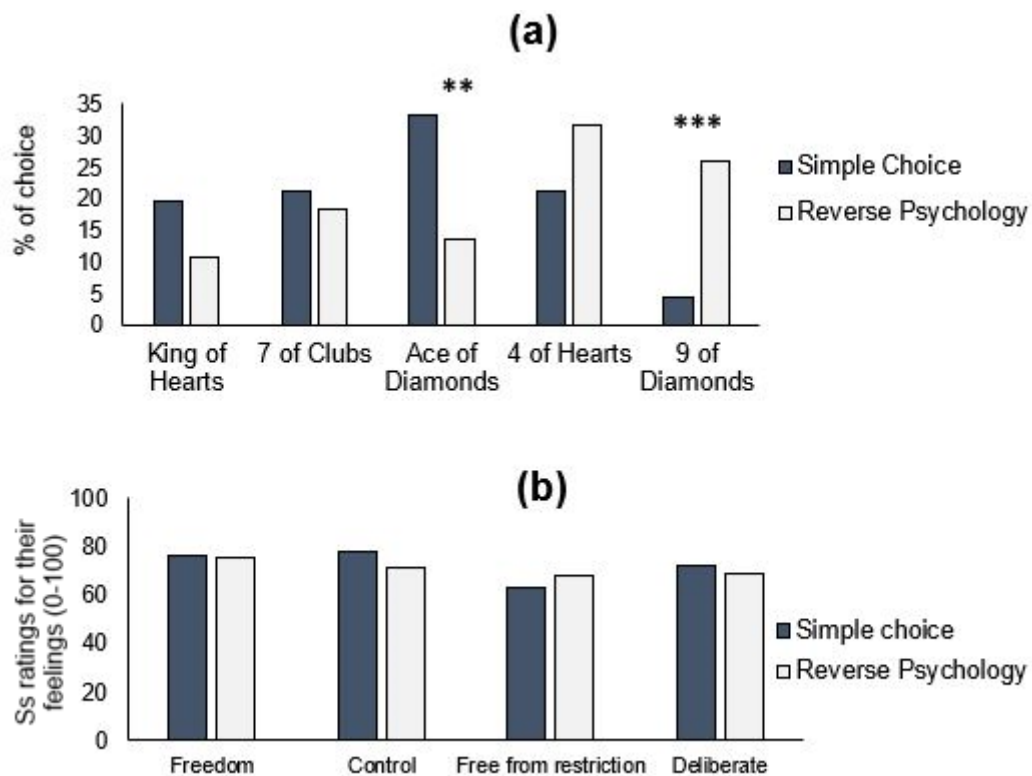 (a)
**
***
% of choice
35
30
25
20
15
10
5
0
King of
Hearts
7 of Clubs
Ace of
Diamonds
4 of Hearts
9 of
Diamonds
Simple Choice
Reverse Psychology
(b)
Ss ratings for their
feelings (0-100)
100
80
60
40
20
0
Freedom
Control
Free from restriction
Deliberate
Simple choice
Reverse Psychology